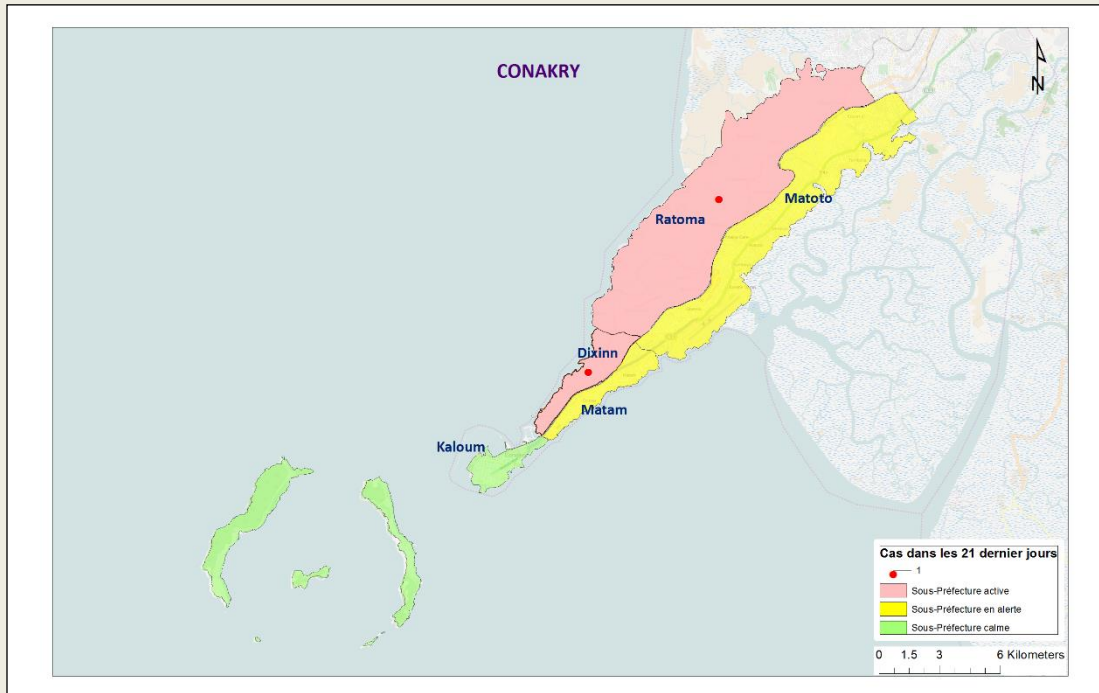 CONAKRY
N
Ratoma
Matoto
Dixinn
Matam
Kaloum
Cas dans les 21 dernier jours
1
Sous-Préfecture active
Sous-Préfecture en alerte
Sous-Préfecture calme
0 1.5 3 6 Kilometers